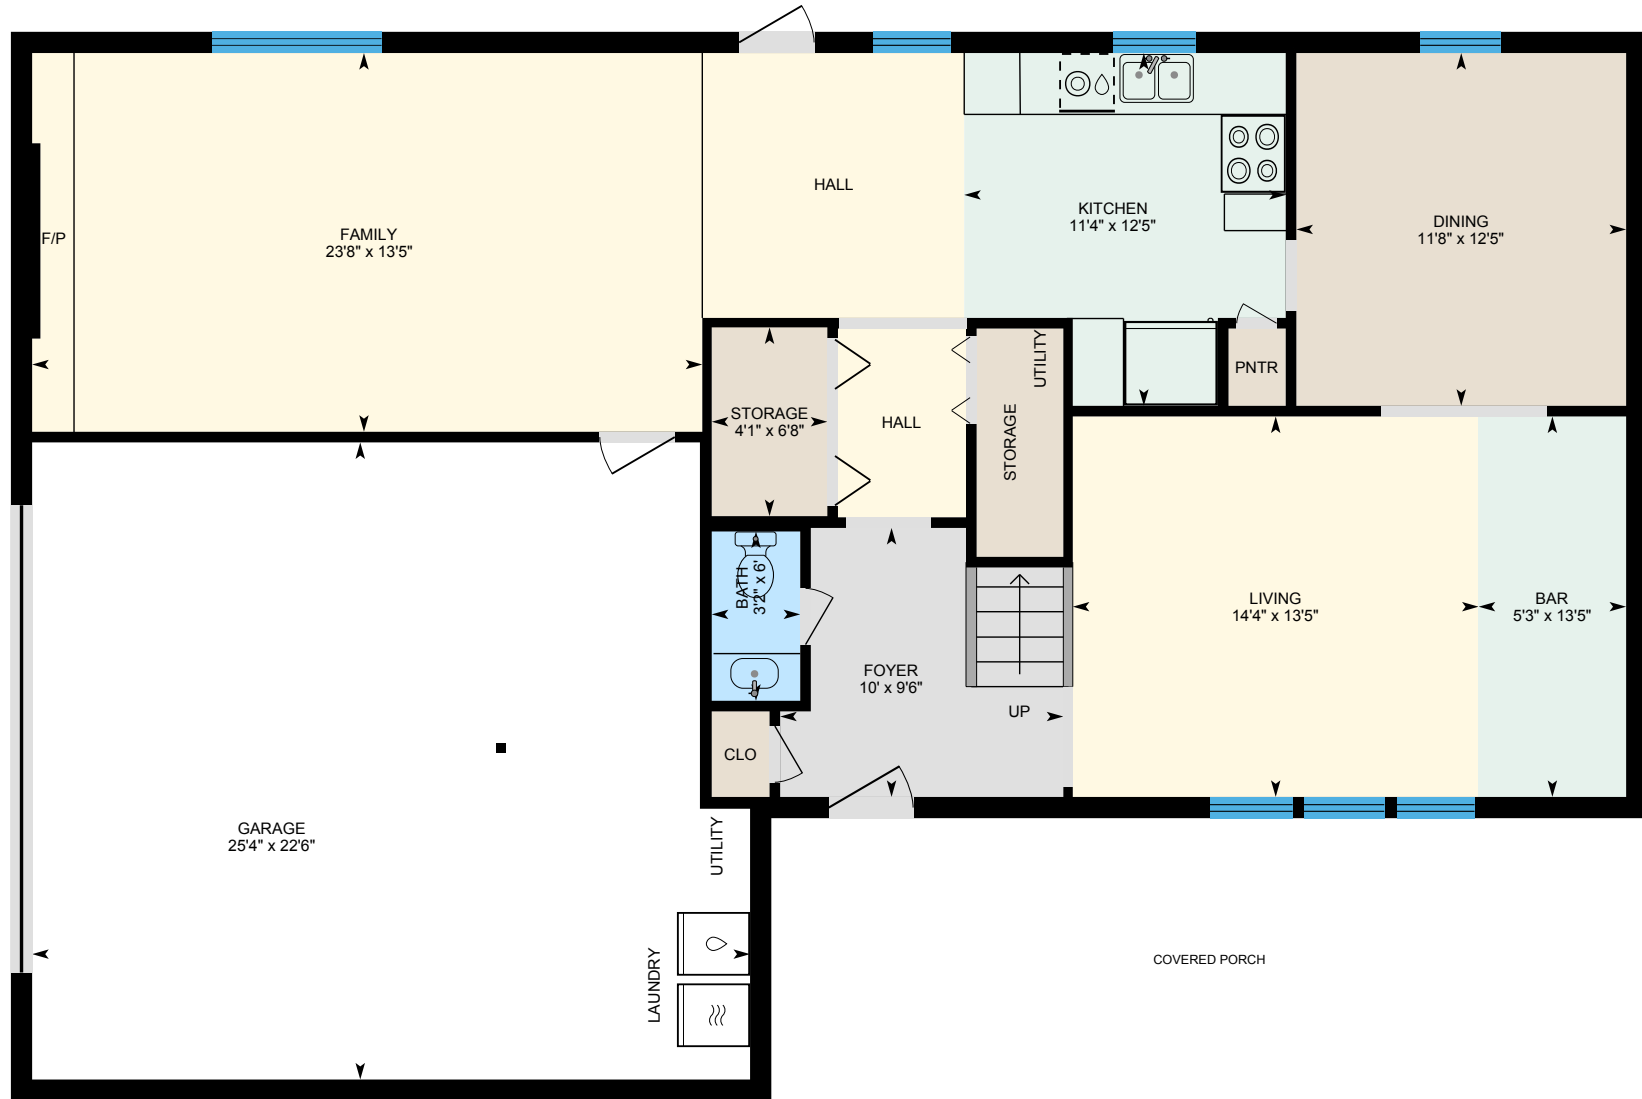 HALL
KITCHEN
11'4" x 12'5"
DINING
11'8" x 12'5"
F/P
FAMILY
23'8" x 13'5"
UTILITY
PNTR
STORAGE
4'1" x 6'8"
HALL
STORAGE
BATH
3'2" x 6'
LIVING
14'4" x 13'5"
BAR
5'3" x 13'5"
FOYER
10' x 9'6"
UP
CLO
GARAGE
25'4" x 22'6"
UTILITY
LAUNDRY
COVERED PORCH